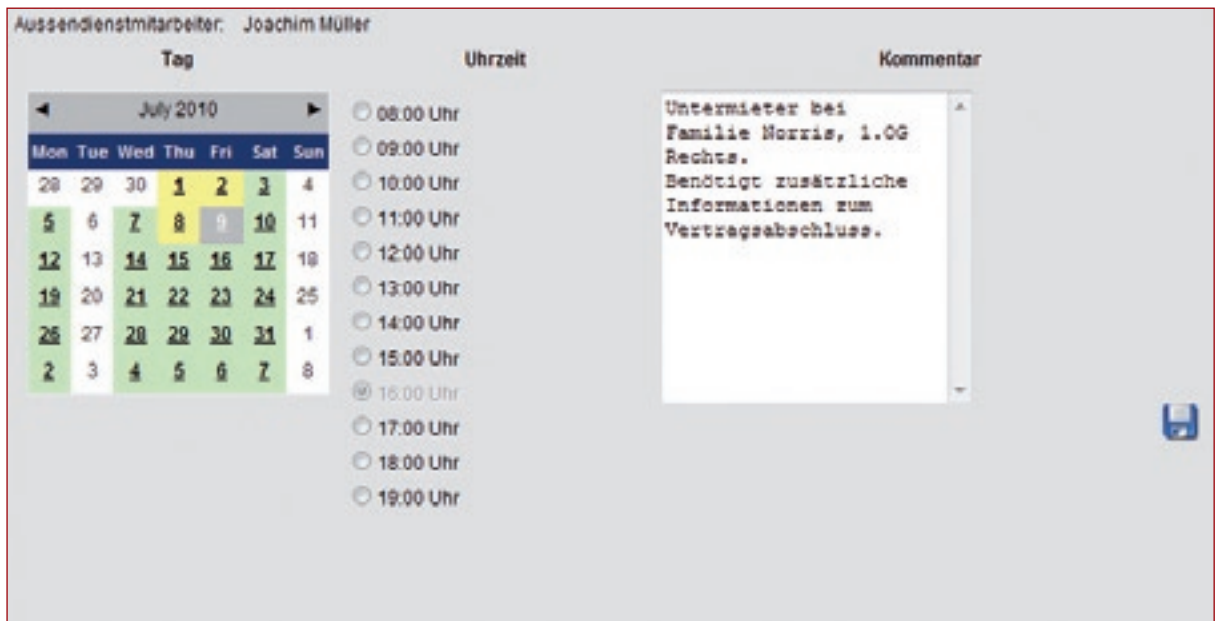 Aussendienstmitarbeiter: Joachim Müller
Tag
July 2010
Mon Tue Wed Thu Fri Sat Sun
28 29 30 1 2 3 4
5 6 7 8 9 10 11
12 13 14 15 16 17 18
19 20 21 22 23 24 25
26 27 28 29 30 31 1
2 3 4 5 6 7 8
Uhrzeit
08:00 Uhr
09:00 Uhr
10:00 Uhr
11:00 Uhr
12:00 Uhr
13:00 Uhr
14:00 Uhr
15:00 Uhr
16:00 Uhr
17:00 Uhr
18:00 Uhr
19:00 Uhr
Kommentar
Untermieter bei
Familie Norris, 1.OG
Rechts.
Benötigt zusätzliche
Informationen zum
Vertragsabschluss.